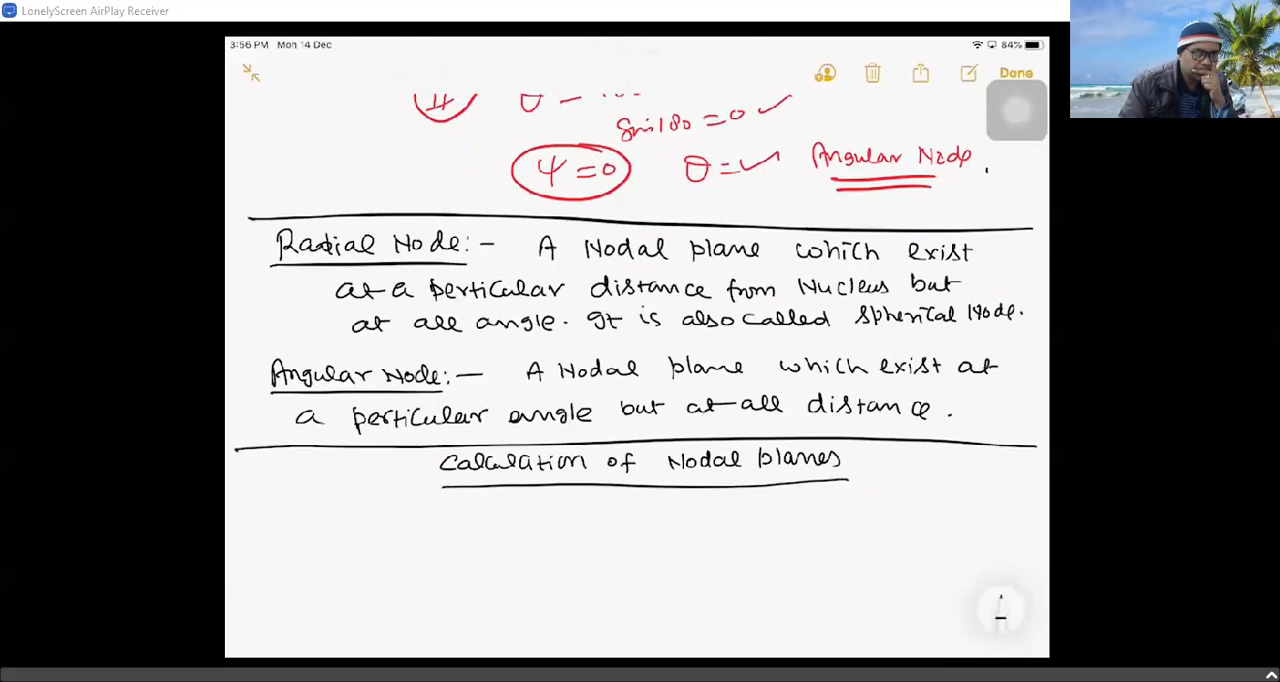 LonelyScreen AirPlay Receiver
3:56 PM Mon 14 Dec
84%
Done
Sin180 = 0 ✓
Ψ = 0 θ = ✓ Angular Node.
Radial Node:- A Nodal plane which exist
at a perticular distance from Nucleus but
at all angle. It is also called Spherical Node.
Angular Node:- A Nodal plane which exist at
a perticular angle but at all distance.
Calculation of Nodal planes